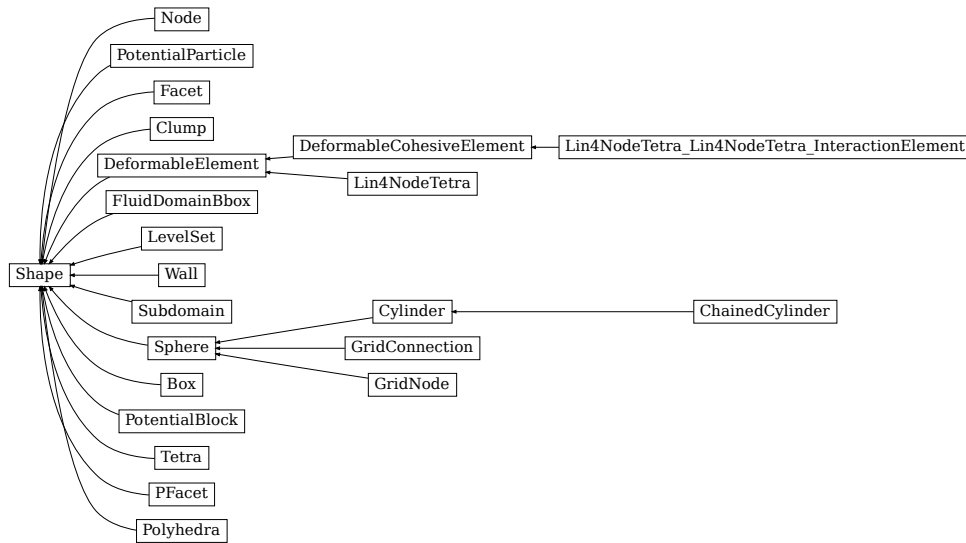 Node
PotentialParticle
Facet
Clump
DeformableCohesiveElement
Lin4NodeTetra_Lin4NodeTetra_InteractionElement
DeformableElement
Lin4NodeTetra
FluidDomainBbox
LevelSet
Shape
Wall
Subdomain
Cylinder
ChainedCylinder
Sphere
GridConnection
Box
GridNode
PotentialBlock
Tetra
PFacet
Polyhedra